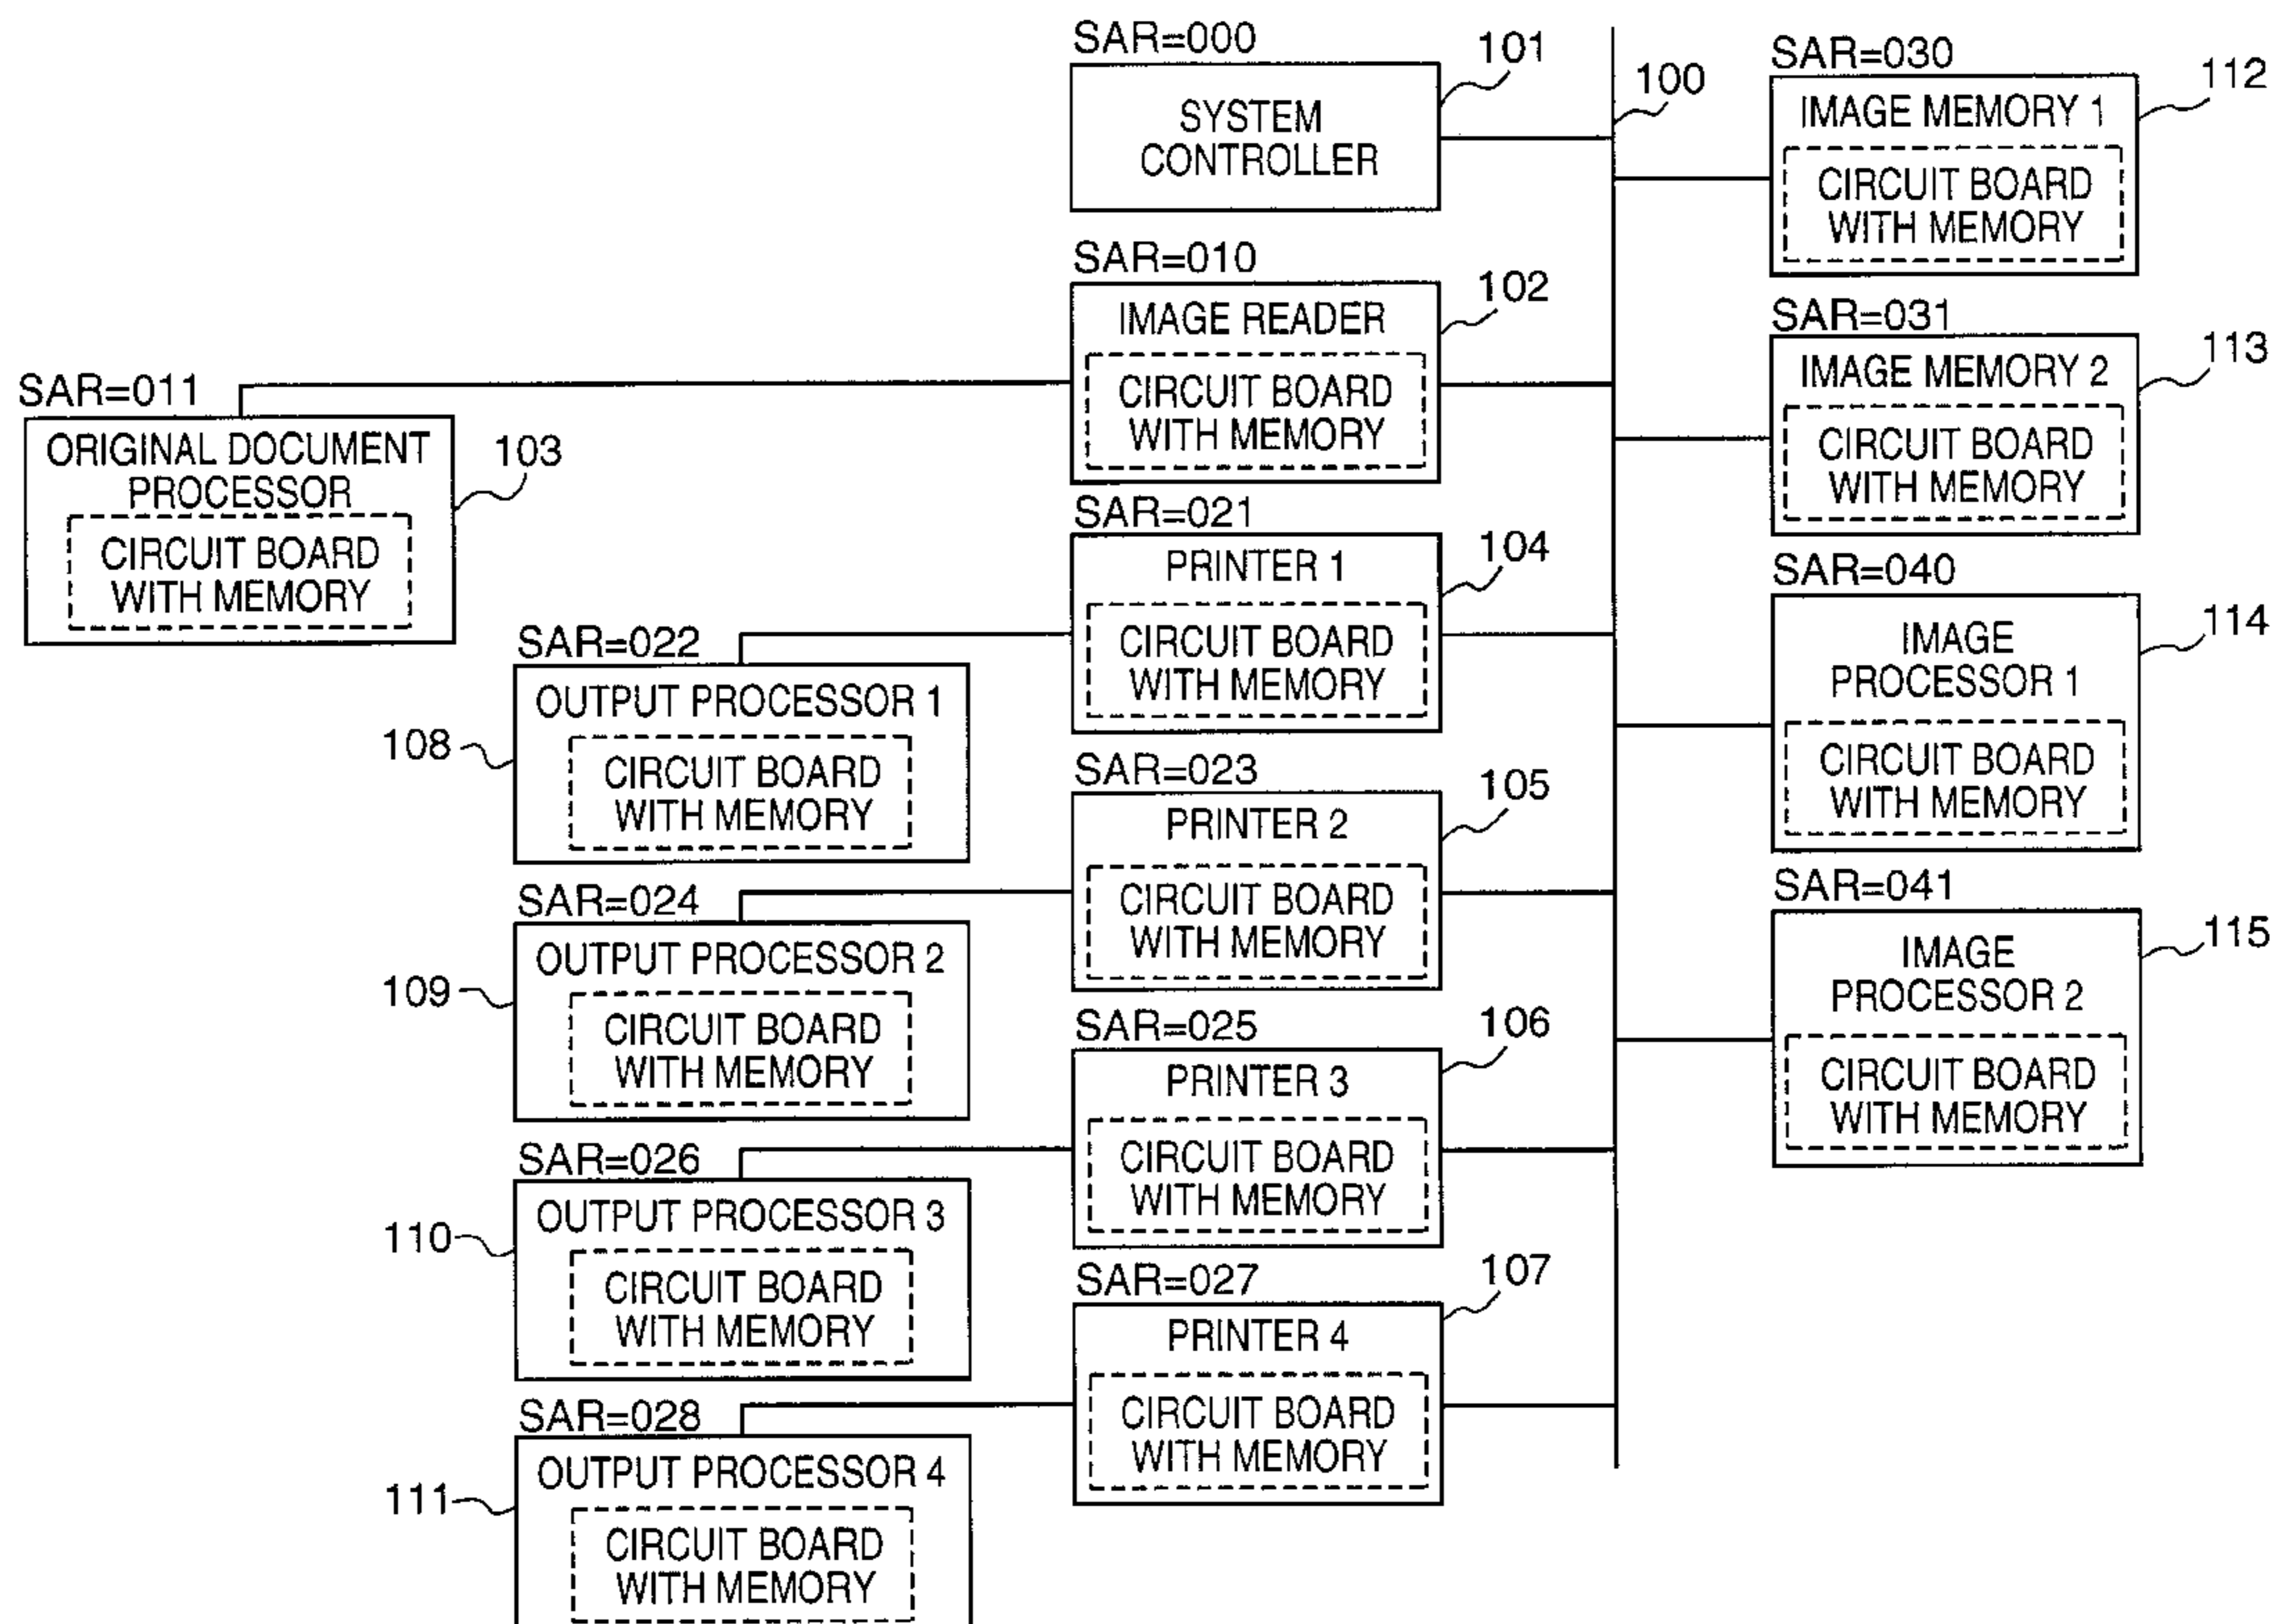 SAR=000
101
SYSTEM
CONTROLLER
100
SAR=030
112
IMAGE MEMORY 1
CIRCUIT BOARD
WITH MEMORY
SAR=010
102
IMAGE READER
CIRCUIT BOARD
WITH MEMORY
SAR=031
113
IMAGE MEMORY 2
CIRCUIT BOARD
WITH MEMORY
SAR=011
103
ORIGINAL DOCUMENT
PROCESSOR
CIRCUIT BOARD
WITH MEMORY
SAR=021
104
PRINTER 1
CIRCUIT BOARD
WITH MEMORY
SAR=040
114
IMAGE
PROCESSOR 1
CIRCUIT BOARD
WITH MEMORY
SAR=022
108
OUTPUT PROCESSOR 1
CIRCUIT BOARD
WITH MEMORY
SAR=023
105
PRINTER 2
CIRCUIT BOARD
WITH MEMORY
SAR=041
115
IMAGE
PROCESSOR 2
CIRCUIT BOARD
WITH MEMORY
SAR=024
109
OUTPUT PROCESSOR 2
CIRCUIT BOARD
WITH MEMORY
SAR=025
106
PRINTER 3
CIRCUIT BOARD
WITH MEMORY
SAR=026
110
OUTPUT PROCESSOR 3
CIRCUIT BOARD
WITH MEMORY
SAR=027
107
PRINTER 4
CIRCUIT BOARD
WITH MEMORY
SAR=028
111
OUTPUT PROCESSOR 4
CIRCUIT BOARD
WITH MEMORY